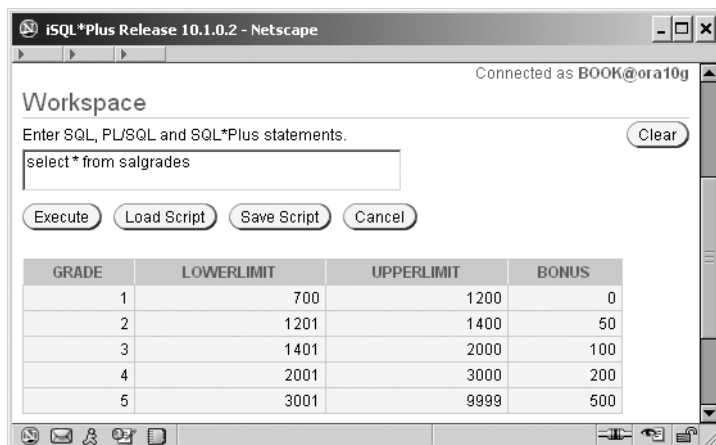 iSQL*Plus Release 10.1.0.2 - Netscape
Connected as BOOK@ora10g
Workspace
Enter SQL, PL/SQL and SQL*Plus statements.
Clear
select * from salgrades
Execute Load Script Save Script Cancel
GRADE LOWERLIMIT UPPERLIMIT BONUS
1 700 1200 0
2 1201 1400 50
3 1401 2000 100
4 2001 3000 200
5 3001 9999 500